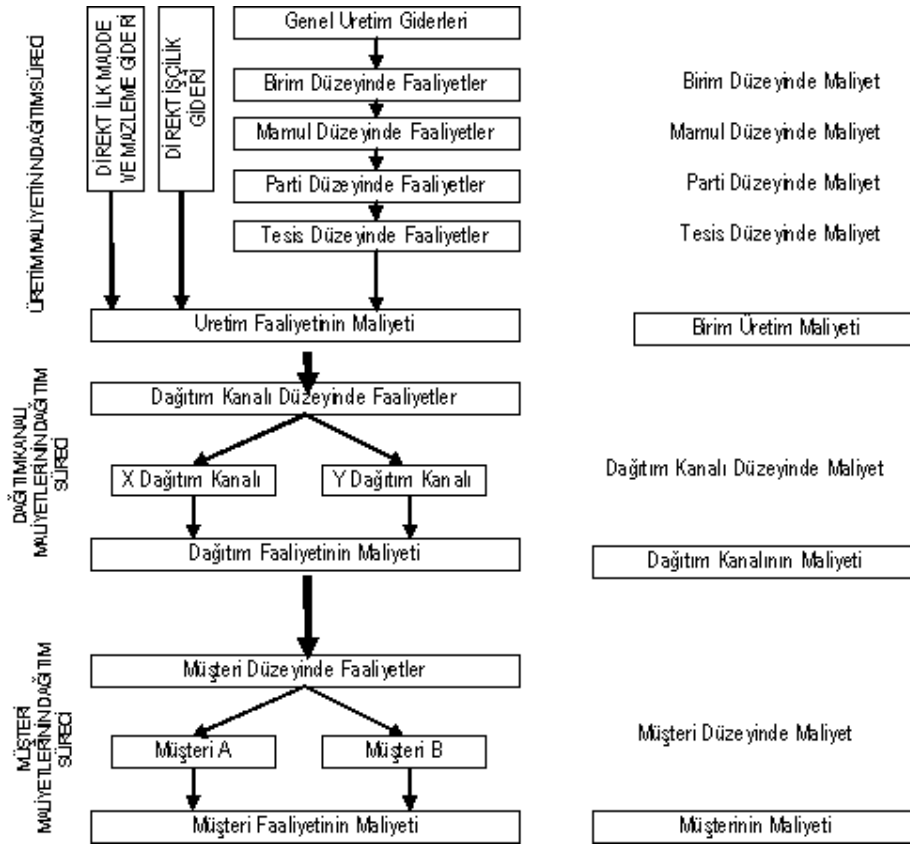 ÜRETİM MALİYETİNİN DAĞITIM SÜRECİ
DİREKT İLK MADDE
VE MAZLEME GİDERİ
DİREKT İŞÇİLİK
GİDERİ
Genel Uretim Giderleri
Birim Düzeyinde Faaliyetler
Birim Düzeyinde Maliyet
Mamul Düzeyinde Faaliyetler
Mamul Düzeyinde Maliyet
Parti Düzeyinde Faaliyetler
Parti Düzeyinde Maliyet
Tesis Düzeyinde Faaliyetler
Tesis Düzeyinde Maliyet
Uretim Faaliyetinin Maliyeti
Birim Üretim Maliyeti
DAĞITIM KANALI
MALİYETLERİNİN DAĞITIM
SÜRECİ
Dağıtım Kanalı Düzeyinde Faaliyetler
X Dağıtım Kanalı
Y Dağıtım Kanalı
Dağıtım Kanalı Düzeyinde Maliyet
Dağıtım Faaliyetinin Maliyeti
Dağıtım Kanalının Maliyeti
MÜŞTERİ
MALİYETLERİNİN DAĞITIM
SÜRECİ
Müşteri Düzeyinde Faaliyetler
Müşteri A
Müşteri B
Müşteri Düzeyinde Maliyet
Müşteri Faaliyetinin Maliyeti
Müşterinin Maliyeti